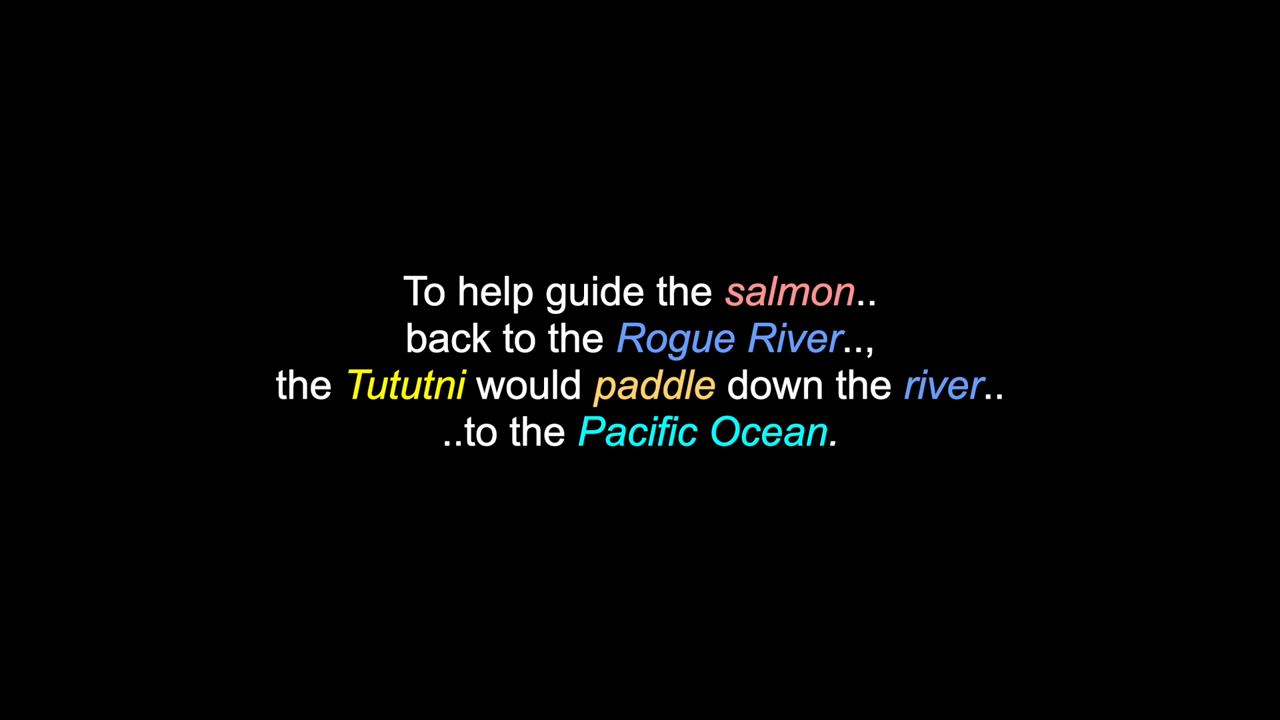 To help guide the salmon..
back to the Rogue River..,
the Tututni would paddle down the river..
..to the Pacific Ocean.